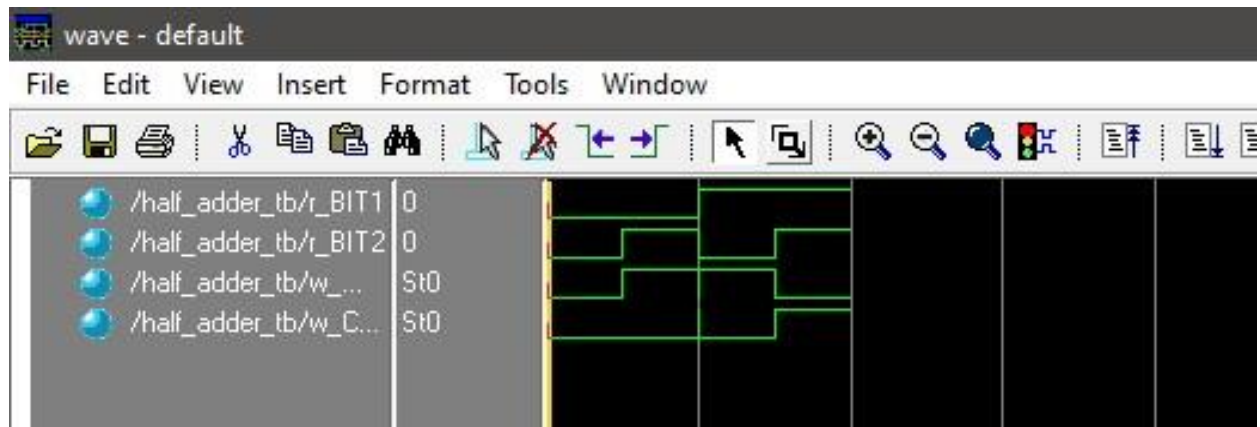 wave - default
File Edit View Insert Format Tools Window
/half_adder_tb/r_BIT1 0
/half_adder_tb/r_BIT2 0
/half_adder_tb/w_... St0
/half_adder_tb/w_C... St0